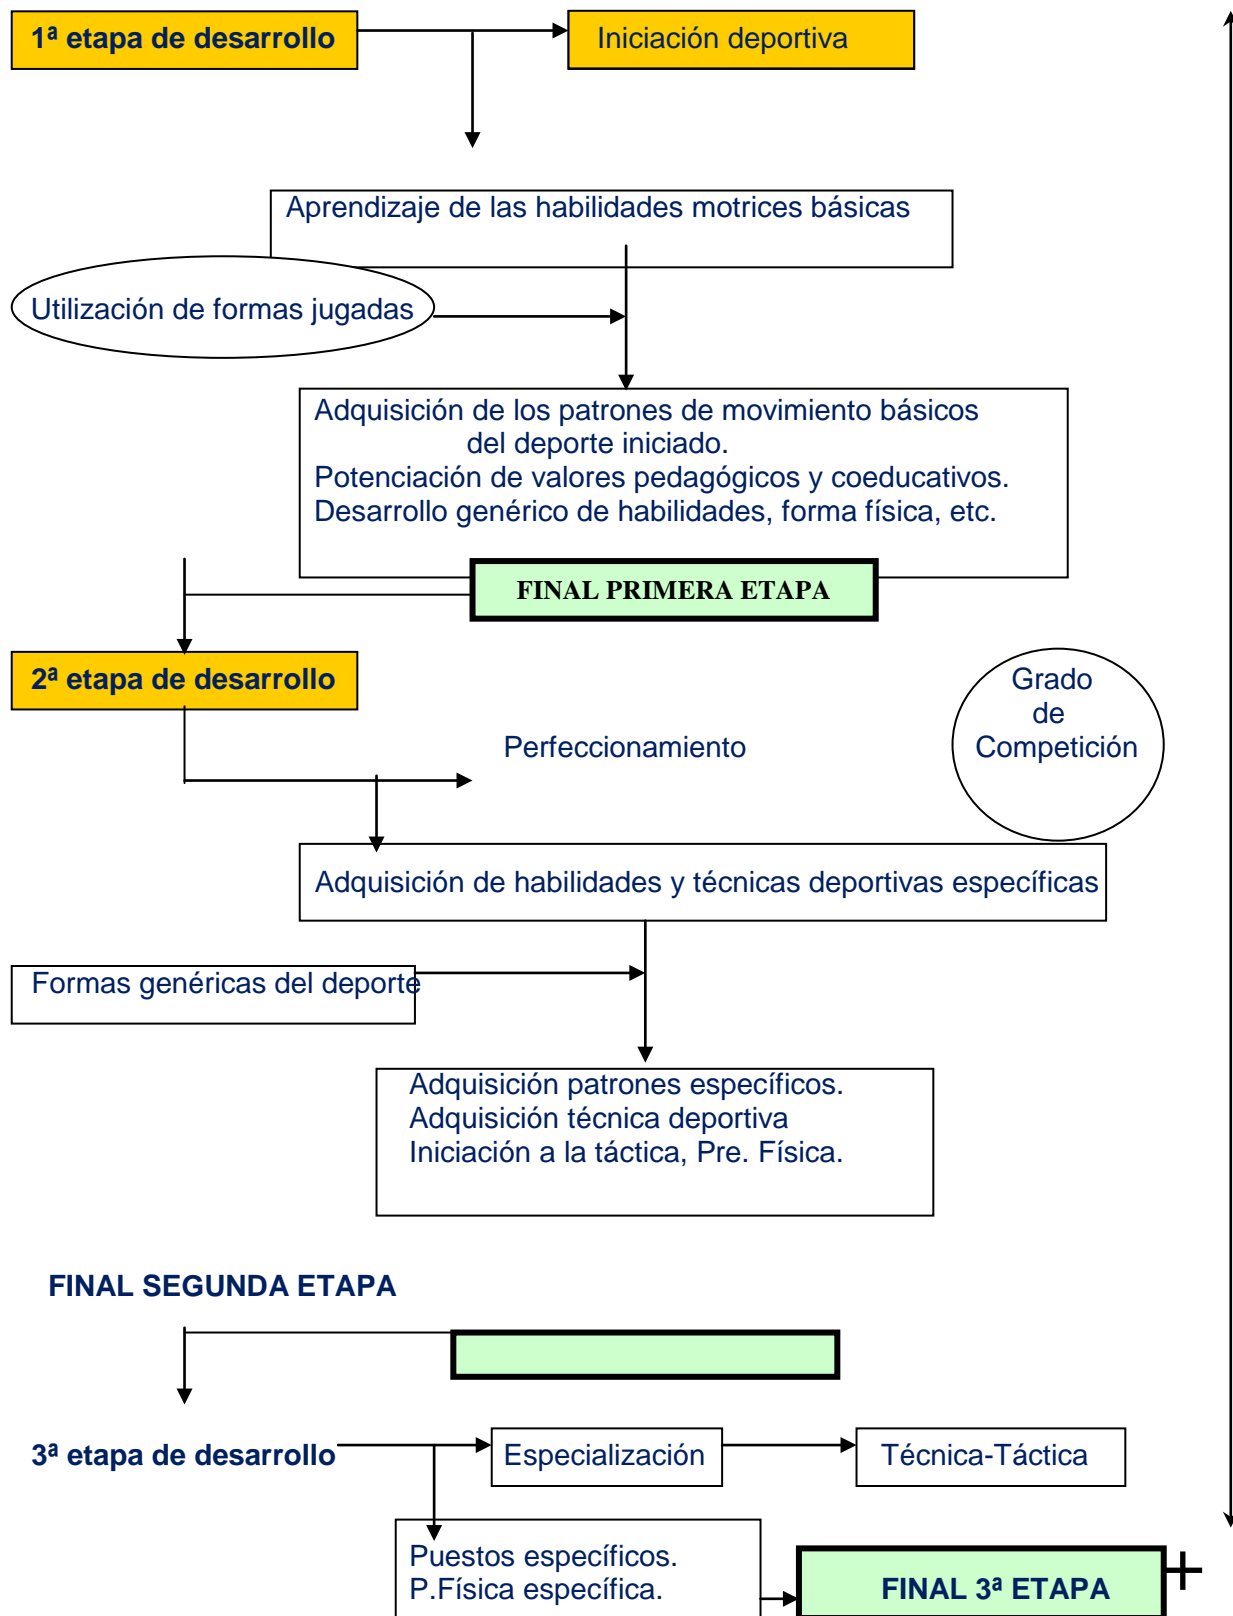 1ª etapa de desarrollo
Iniciación deportiva
Aprendizaje de las habilidades motrices básicas
Utilización de formas jugadas
Adquisición de los patrones de movimiento básicos
del deporte iniciado.
Potenciación de valores pedagógicos y coeducativos.
Desarrollo genérico de habilidades, forma física, etc.
FINAL PRIMERA ETAPA
2ª etapa de desarrollo
Grado
de
Competición
Perfeccionamiento
Adquisición de habilidades y técnicas deportivas específicas
Formas genéricas del deporte
Adquisición patrones específicos.
Adquisición técnica deportiva
Iniciación a la táctica, Pre. Física.
FINAL SEGUNDA ETAPA
3ª etapa de desarrollo
Especialización
Técnica-Táctica
Puestos específicos.
P.Física específica.
FINAL 3ª ETAPA
+